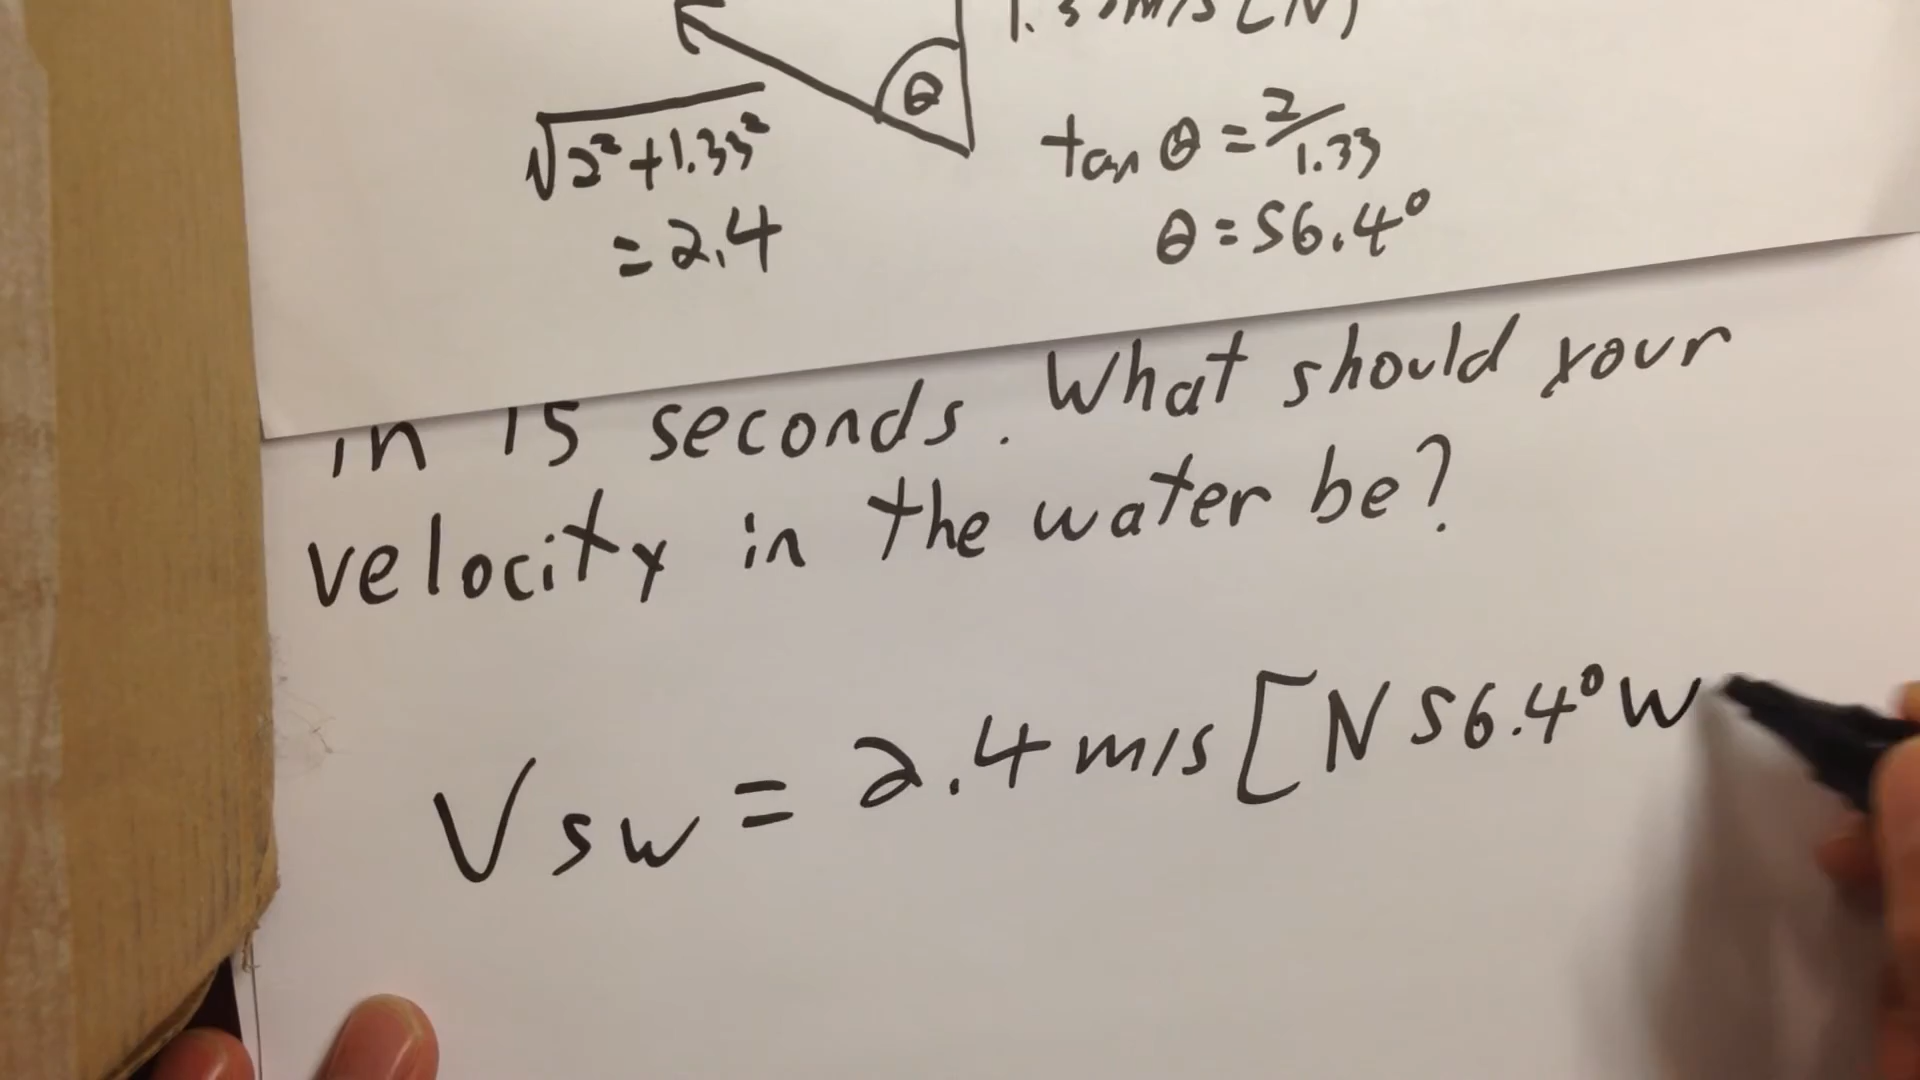 θ
√2²+1.33²
= 2.4
tan θ = 2/1.33
θ = 56.4°
in 15 seconds. What should your
velocity in the water be?
Vsw = 2.4 m/s [N 56.4° W